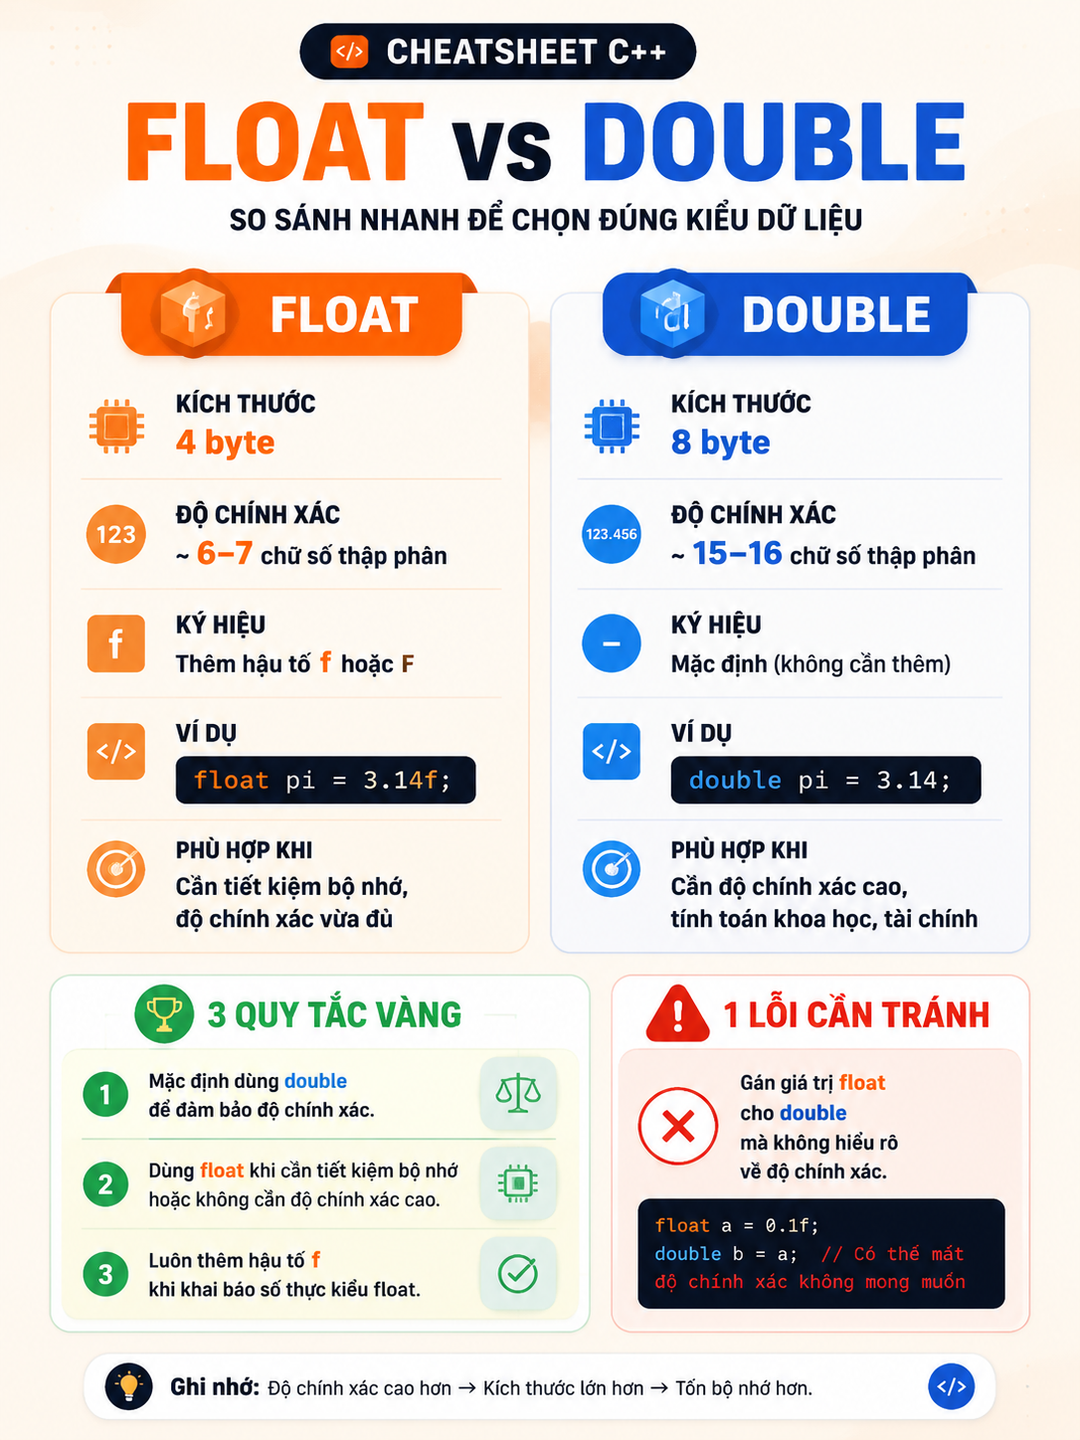 </> CHEATSHEET C++
FLOAT vs DOUBLE
SO SÁNH NHANH ĐỂ CHỌN ĐÚNG KIỂU DỮ LIỆU
FLOAT
KÍCH THƯỚC
4 byte
123
ĐỘ CHÍNH XÁC
~ 6–7 chữ số thập phân
f
KÝ HIỆU
Thêm hậu tố f hoặc F
</>
VÍ DỤ
float pi = 3.14f;
PHÙ HỢP KHI
Cần tiết kiệm bộ nhớ,
độ chính xác vừa đủ
DOUBLE
KÍCH THƯỚC
8 byte
123.456
ĐỘ CHÍNH XÁC
~ 15–16 chữ số thập phân
–
KÝ HIỆU
Mặc định (không cần thêm)
</>
VÍ DỤ
double pi = 3.14;
PHÙ HỢP KHI
Cần độ chính xác cao,
tính toán khoa học, tài chính
3 QUY TẮC VÀNG
1
Mặc định dùng double
để đảm bảo độ chính xác.
2
Dùng float khi cần tiết kiệm bộ nhớ
hoặc không cần độ chính xác cao.
3
Luôn thêm hậu tố f
khi khai báo số thực kiểu float.
1 LỖI CẦN TRÁNH
Gán giá trị float
cho double
mà không hiểu rõ
về độ chính xác.
float a = 0.1f;
double b = a; // Có thể mất
độ chính xác không mong muốn
Ghi nhớ: Độ chính xác cao hơn → Kích thước lớn hơn → Tốn bộ nhớ hơn.
</>